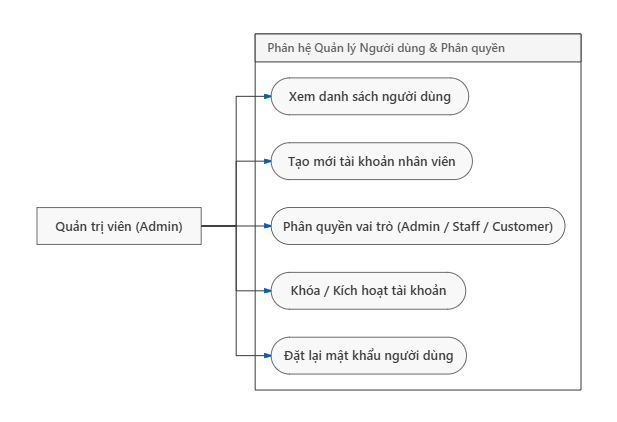 Phân hệ Quản lý Người dùng & Phân quyền
Xem danh sách người dùng
Tạo mới tài khoản nhân viên
Quản trị viên (Admin)
Phân quyền vai trò (Admin / Staff / Customer)
Khóa / Kích hoạt tài khoản
Đặt lại mật khẩu người dùng